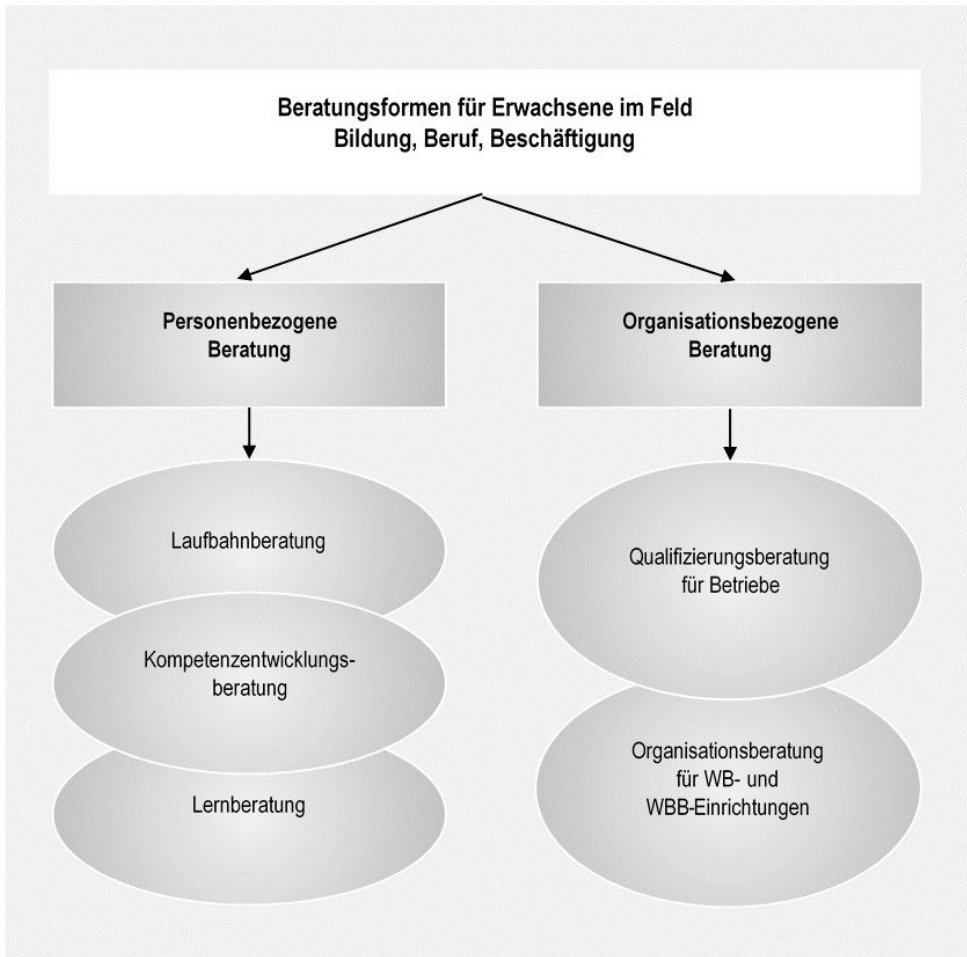 Beratungsformen für Erwachsene im Feld
Bildung, Beruf, Beschäftigung
Personenbezogene
Beratung
Organisationsbezogene
Beratung
Laufbahnberatung
Kompetenzentwicklungs-
beratung
Lernberatung
Qualifizierungsberatung
für Betriebe
Organisationsberatung
für WB- und
WBB-Einrichtungen